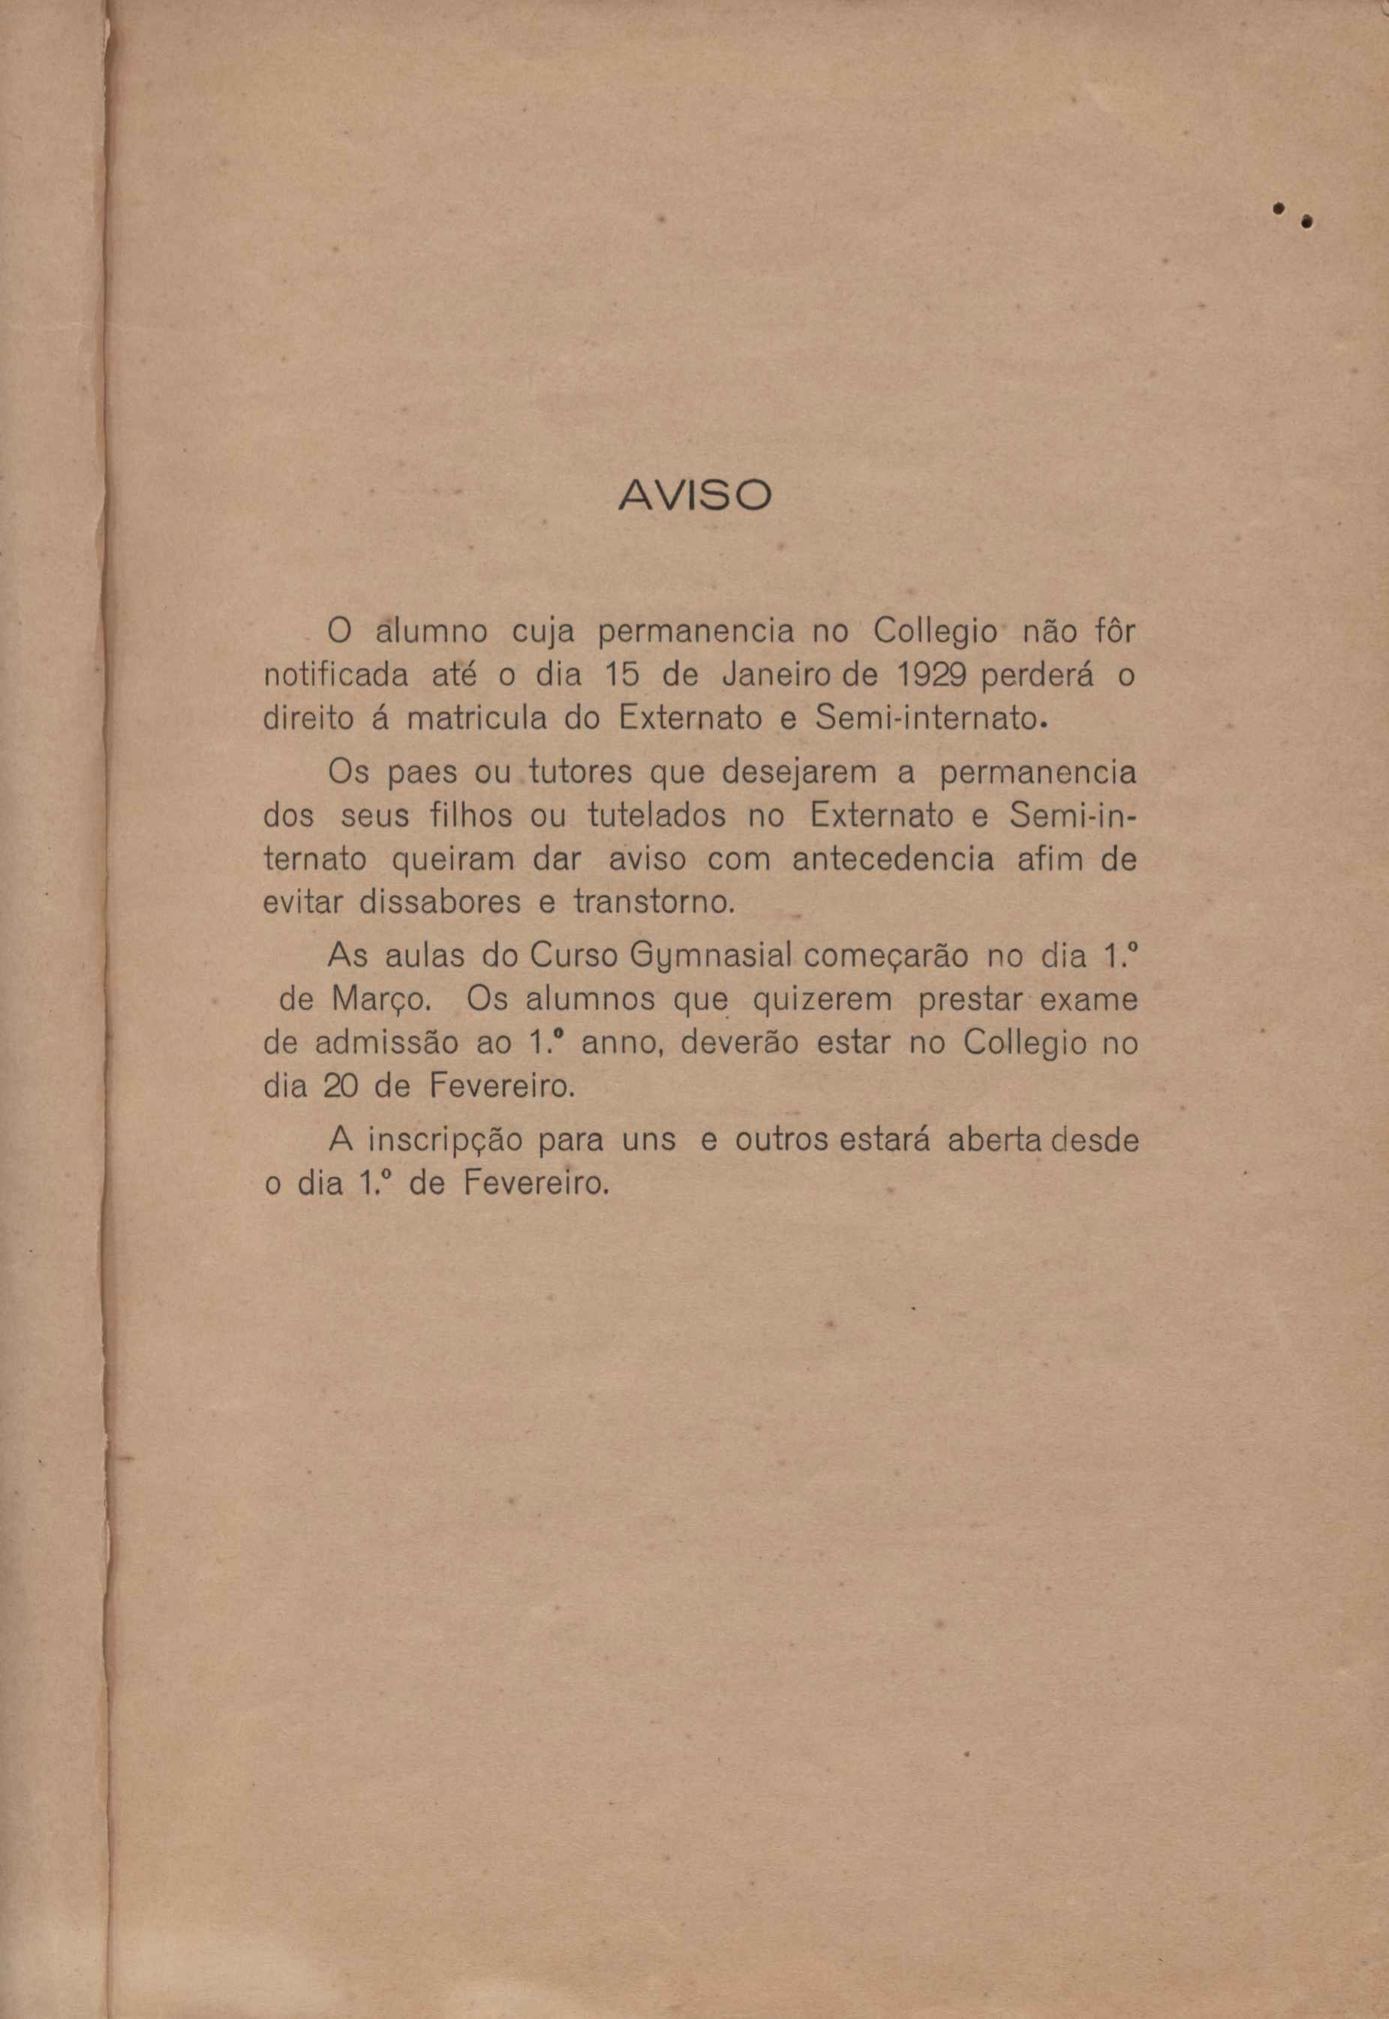 AVISO
O alumno cuja permanencia no Collegio não fôr
notificada até o dia 15 de Janeiro de 1929 perderá o
direito á matricula do Externato e Semi-internato.
Os paes ou tutores que desejarem a permanencia
dos seus filhos ou tutelados no Externato e Semi-in-
ternato queiram dar aviso com antecedencia afim de
evitar dissabores e transtorno.
As aulas do Curso Gymnasial começarão no dia 1.º
de Março. Os alumnos que quizerem prestar exame
de admissão ao 1.º anno, deverão estar no Collegio no
dia 20 de Fevereiro.
A inscripção para uns e outros estará aberta desde
o dia 1.º de Fevereiro.